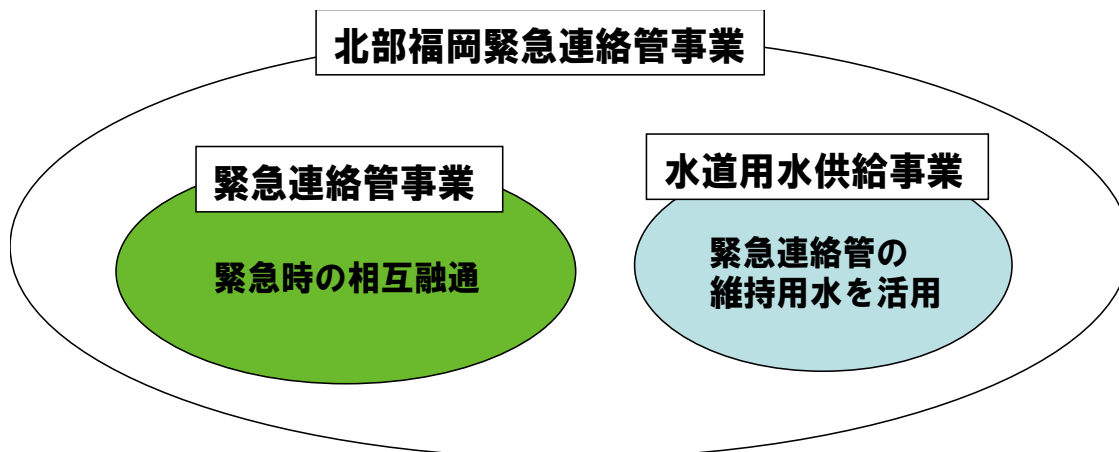 北部福岡緊急連絡管事業
緊急連絡管事業
緊急時の相互融通
水道用水供給事業
緊急連絡管の
維持用水を活用